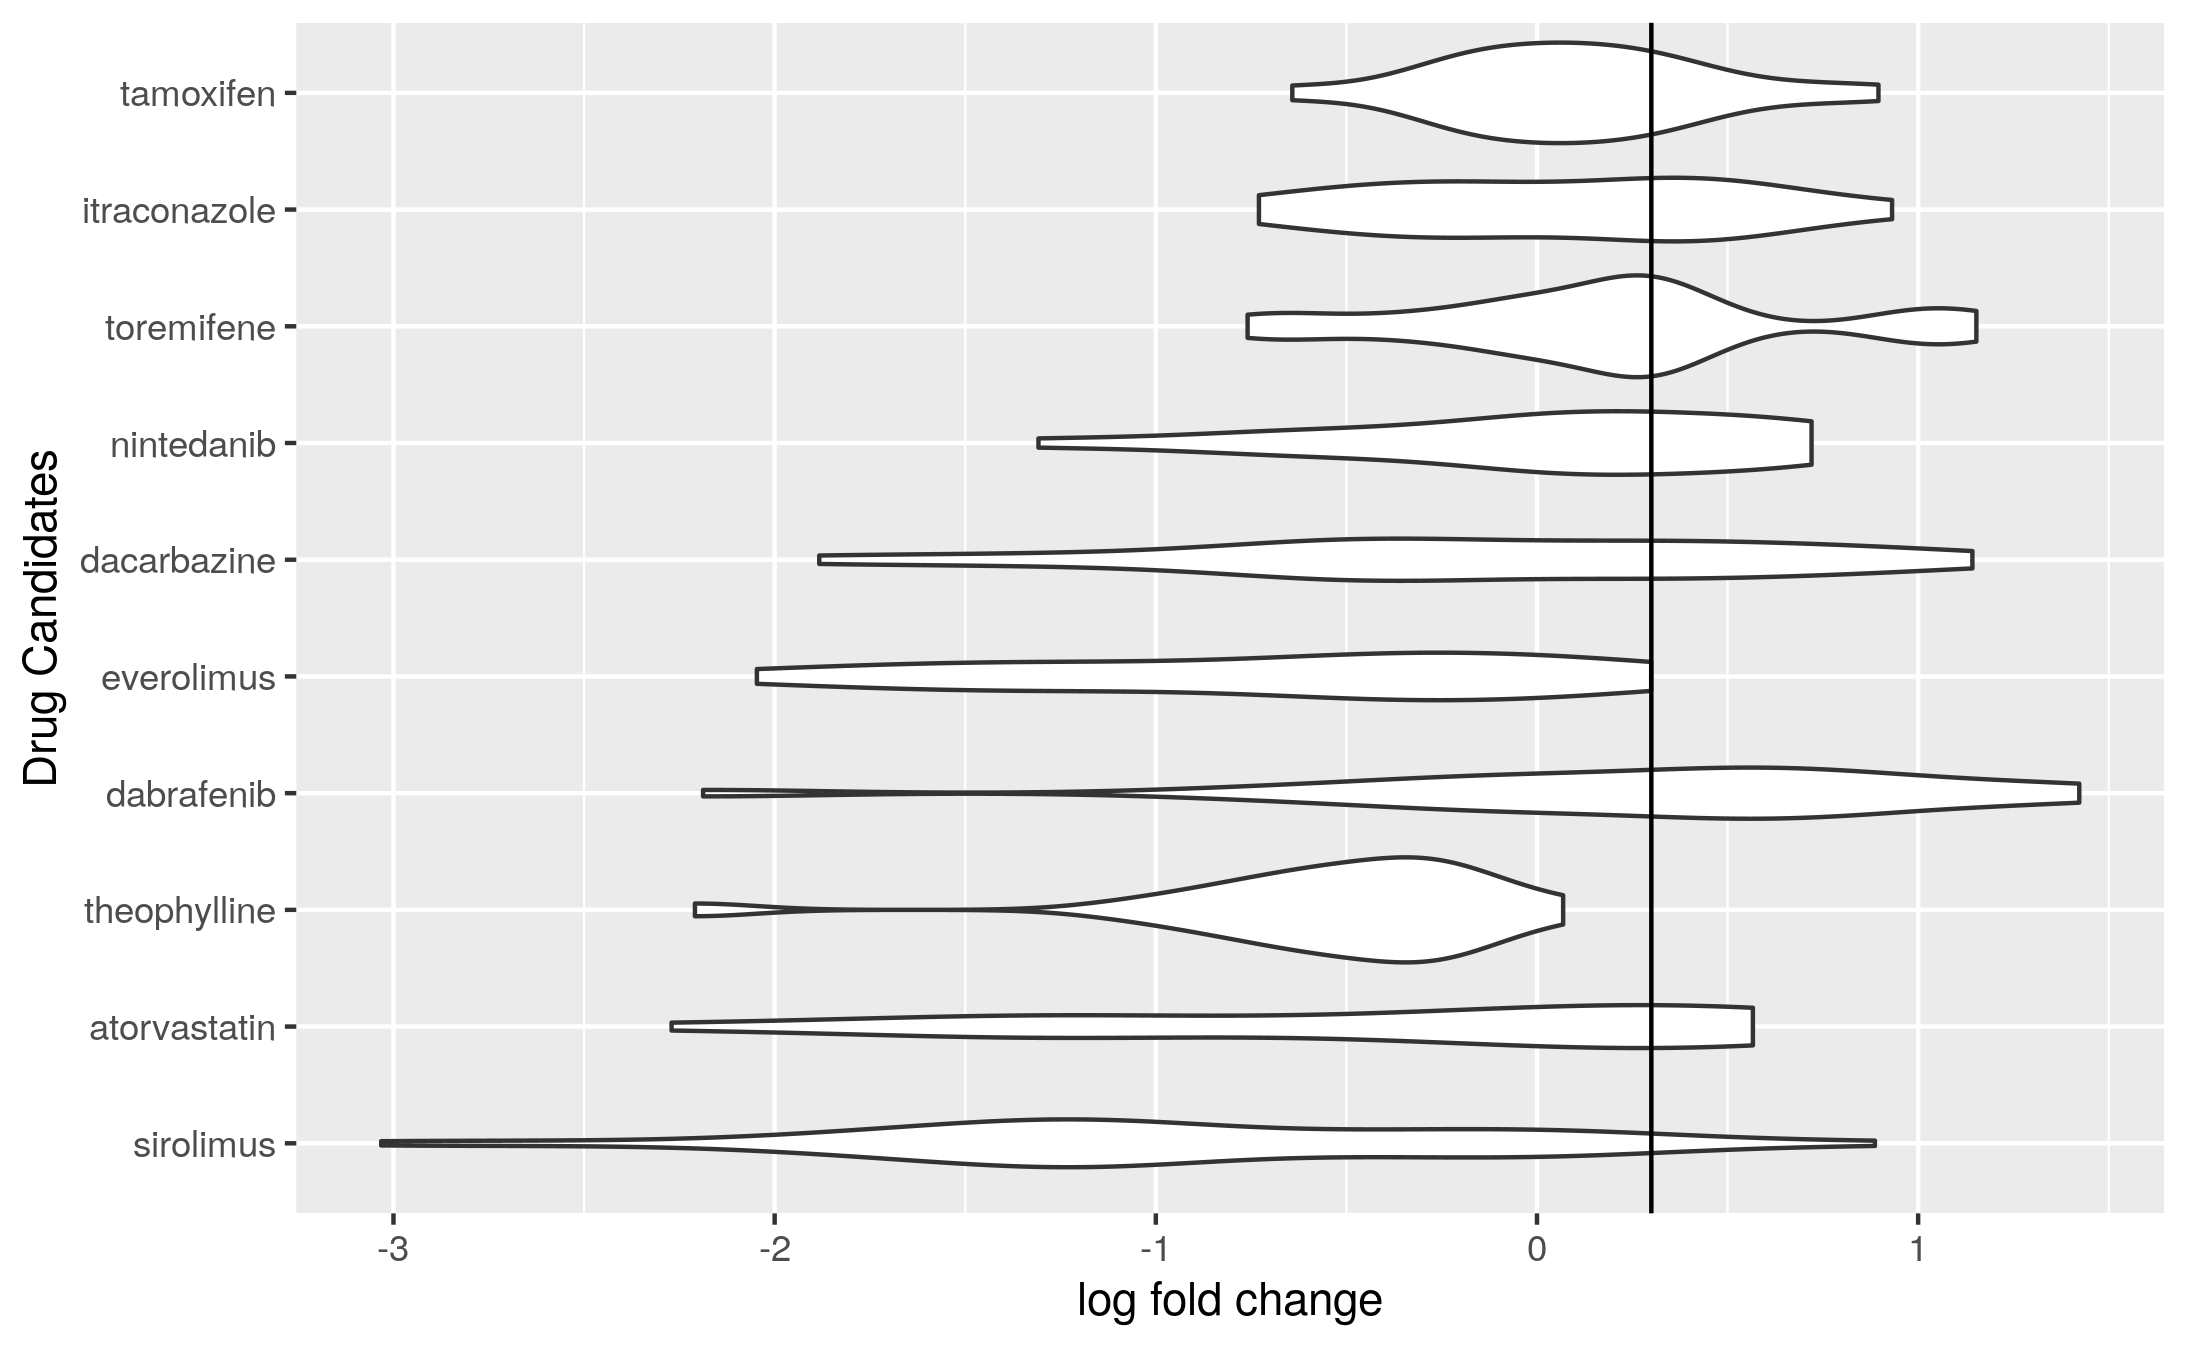 Drug Candidates
tamoxifen
itraconazole
toremifene
nintedanib
dacarbazine
everolimus
dabrafenib
theophylline
atorvastatin
sirolimus
-3 -2 -1 0 1
log fold change